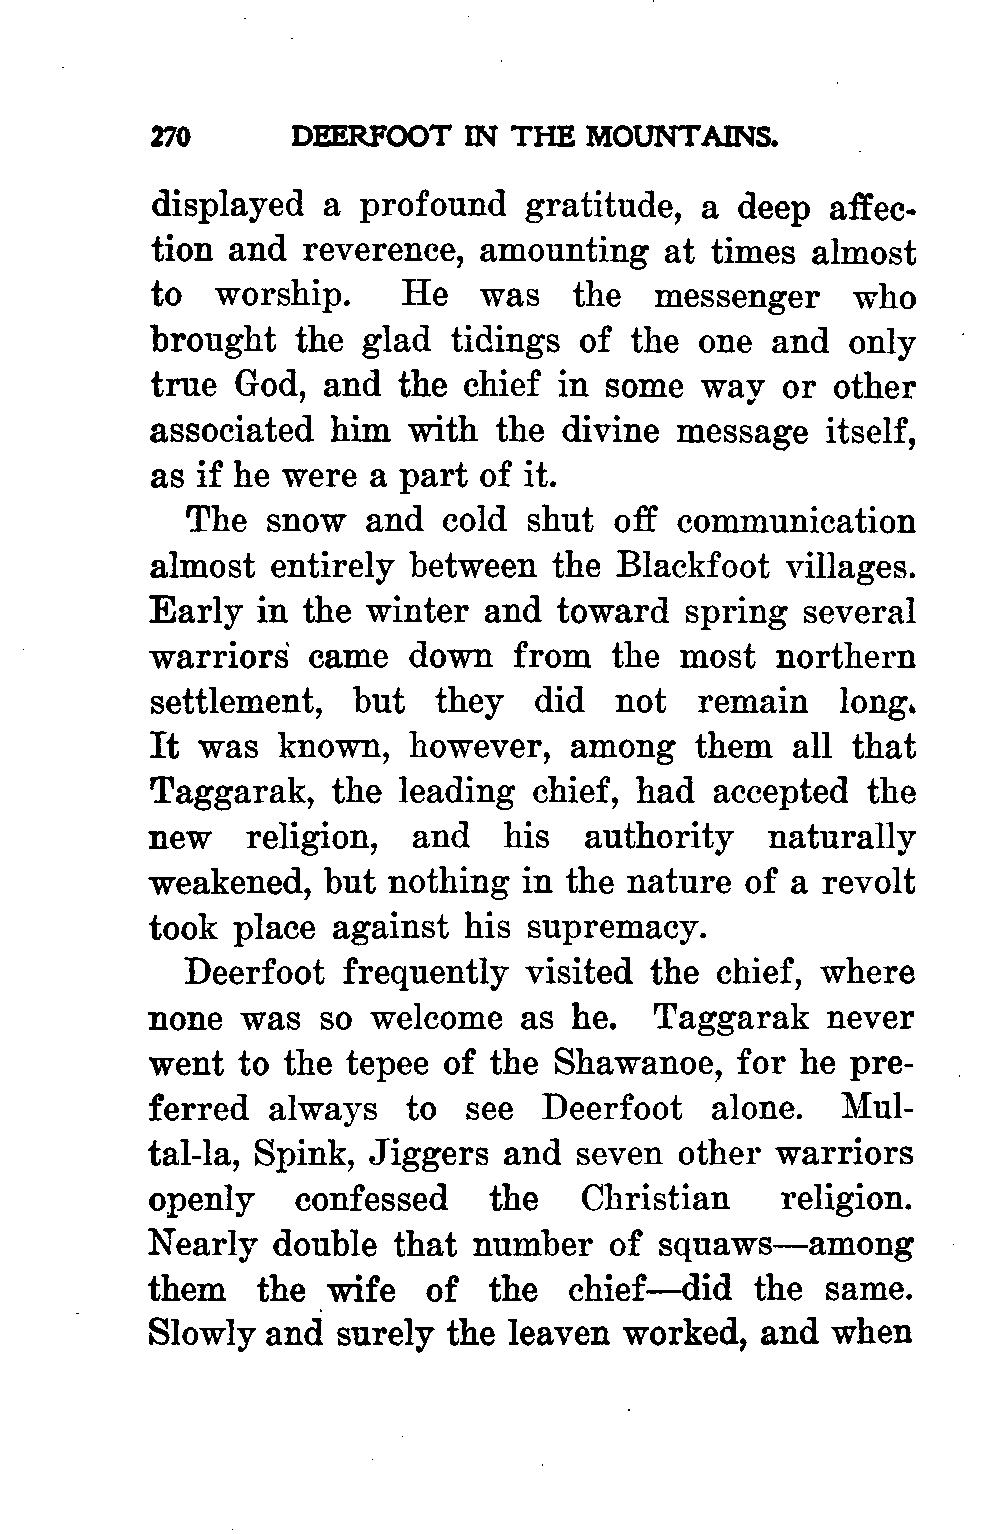 270 DEERFOOT IN THE MOUNTAINS.
displayed a profound gratitude, a deep affec-
tion and reverence, amounting at times almost
to worship. He was the messenger who
brought the glad tidings of the one and only
true God, and the chief in some way or other
associated him with the divine message itself,
as if he were a part of it.
The snow and cold shut off communication
almost entirely between the Blackfoot villages.
Early in the winter and toward spring several
warriors came down from the most northern
settlement, but they did not remain long.
It was known, however, among them all that
Taggarak, the leading chief, had accepted the
new religion, and his authority naturally
weakened, but nothing in the nature of a revolt
took place against his supremacy.
Deerfoot frequently visited the chief, where
none was so welcome as he. Taggarak never
went to the tepee of the Shawanoe, for he pre-
ferred always to see Deerfoot alone. Mul-
tal-la, Spink, Jiggers and seven other warriors
openly confessed the Christian religion.
Nearly double that number of squaws—among
them the wife of the chief—did the same.
Slowly and surely the leaven worked, and when